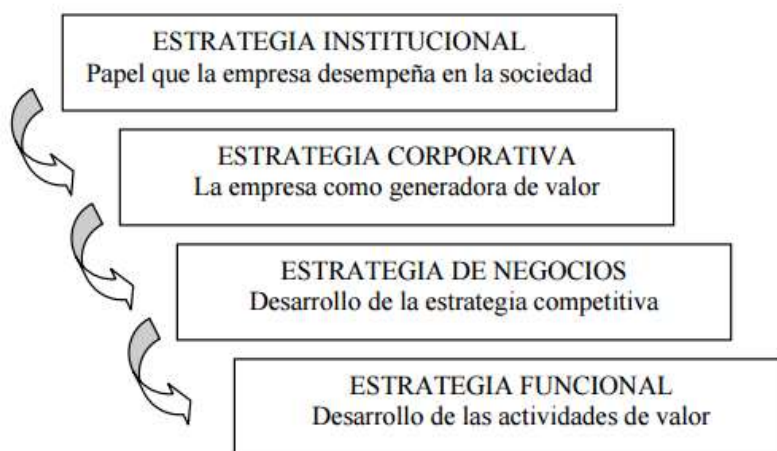 ESTRATEGIA INSTITUCIONAL
Papel que la empresa desempeña en la sociedad
ESTRATEGIA CORPORATIVA
La empresa como generadora de valor
ESTRATEGIA DE NEGOCIOS
Desarrollo de la estrategia competitiva
ESTRATEGIA FUNCIONAL
Desarrollo de las actividades de valor